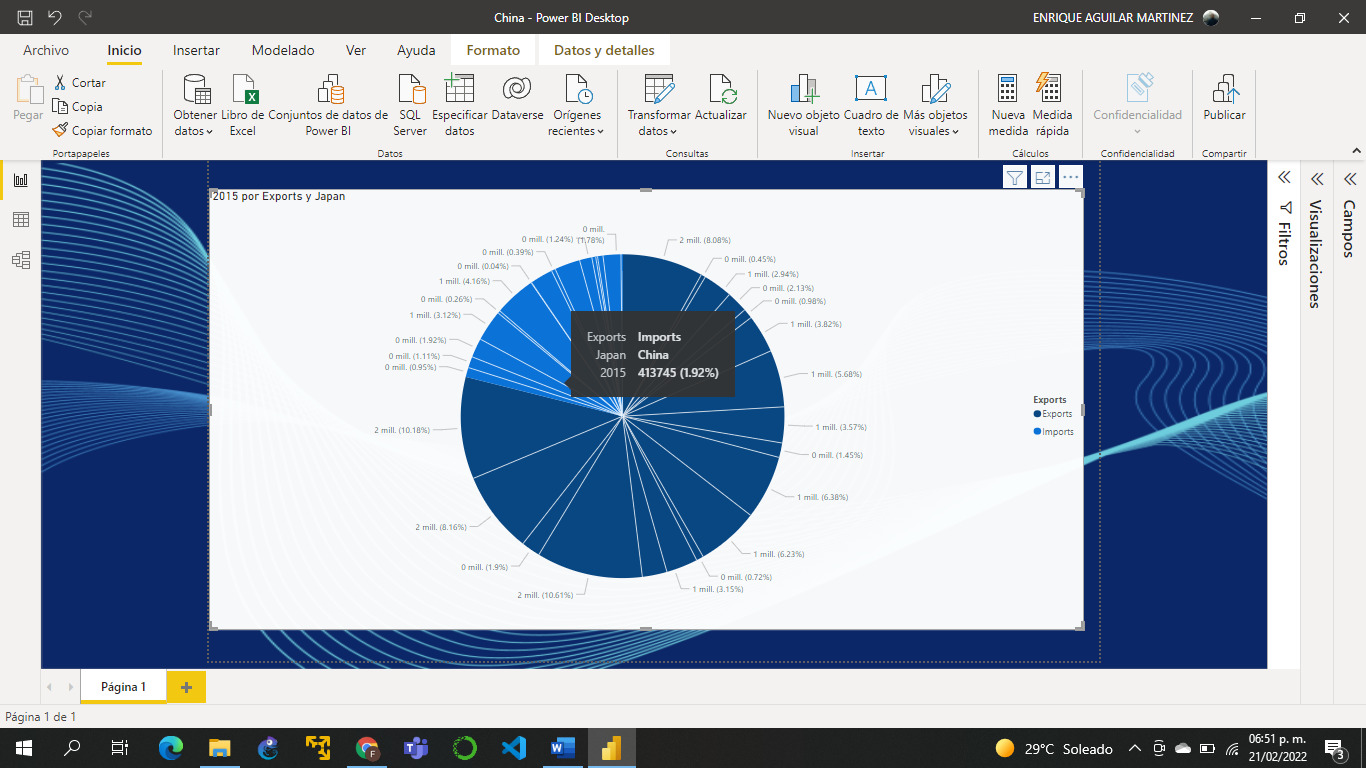 China - Power BI Desktop
ENRIQUE AGUILAR MARTINEZ
Archivo Inicio Insertar Modelado Ver Ayuda Formato Datos y detalles
Pegar
Cortar
Copia
Copiar formato
Portapapeles
Obtener datos
Libro de Excel
Conjuntos de datos de Power BI
SQL Server
Especificar datos
Dataverse
Orígenes recientes
Datos
Transformar datos
Actualizar
Consultas
Nuevo objeto visual
Cuadro de texto
Más objetos visuales
Insertar
Nueva medida
Medida rápida
Cálculos
Confidencialidad
Confidencialidad
Publicar
Compartir
2015 por Exports y Japan
0 mill.
(1.78%)
0 mill. (1.24%)
0 mill. (0.39%)
0 mill. (0.04%)
1 mill. (4.16%)
0 mill. (0.26%)
1 mill. (3.12%)
0 mill. (1.92%)
0 mill. (1.11%)
0 mill. (0.95%)
2 mill. (10.18%)
2 mill. (8.16%)
0 mill. (1.9%)
2 mill. (10.61%)
2 mill. (8.08%)
0 mill. (0.45%)
1 mill. (2.94%)
0 mill. (2.13%)
0 mill. (0.98%)
1 mill. (3.82%)
1 mill. (5.68%)
1 mill. (3.57%)
0 mill. (1.45%)
1 mill. (6.38%)
1 mill. (6.23%)
0 mill. (0.72%)
1 mill. (3.15%)
Exports Imports
Japan China
2015 413745 (1.92%)
Exports
Exports
Imports
Filtros
Visualizaciones
Campos
Página 1
Página 1 de 1
29°C Soleado
06:51 p. m.
21/02/2022
3